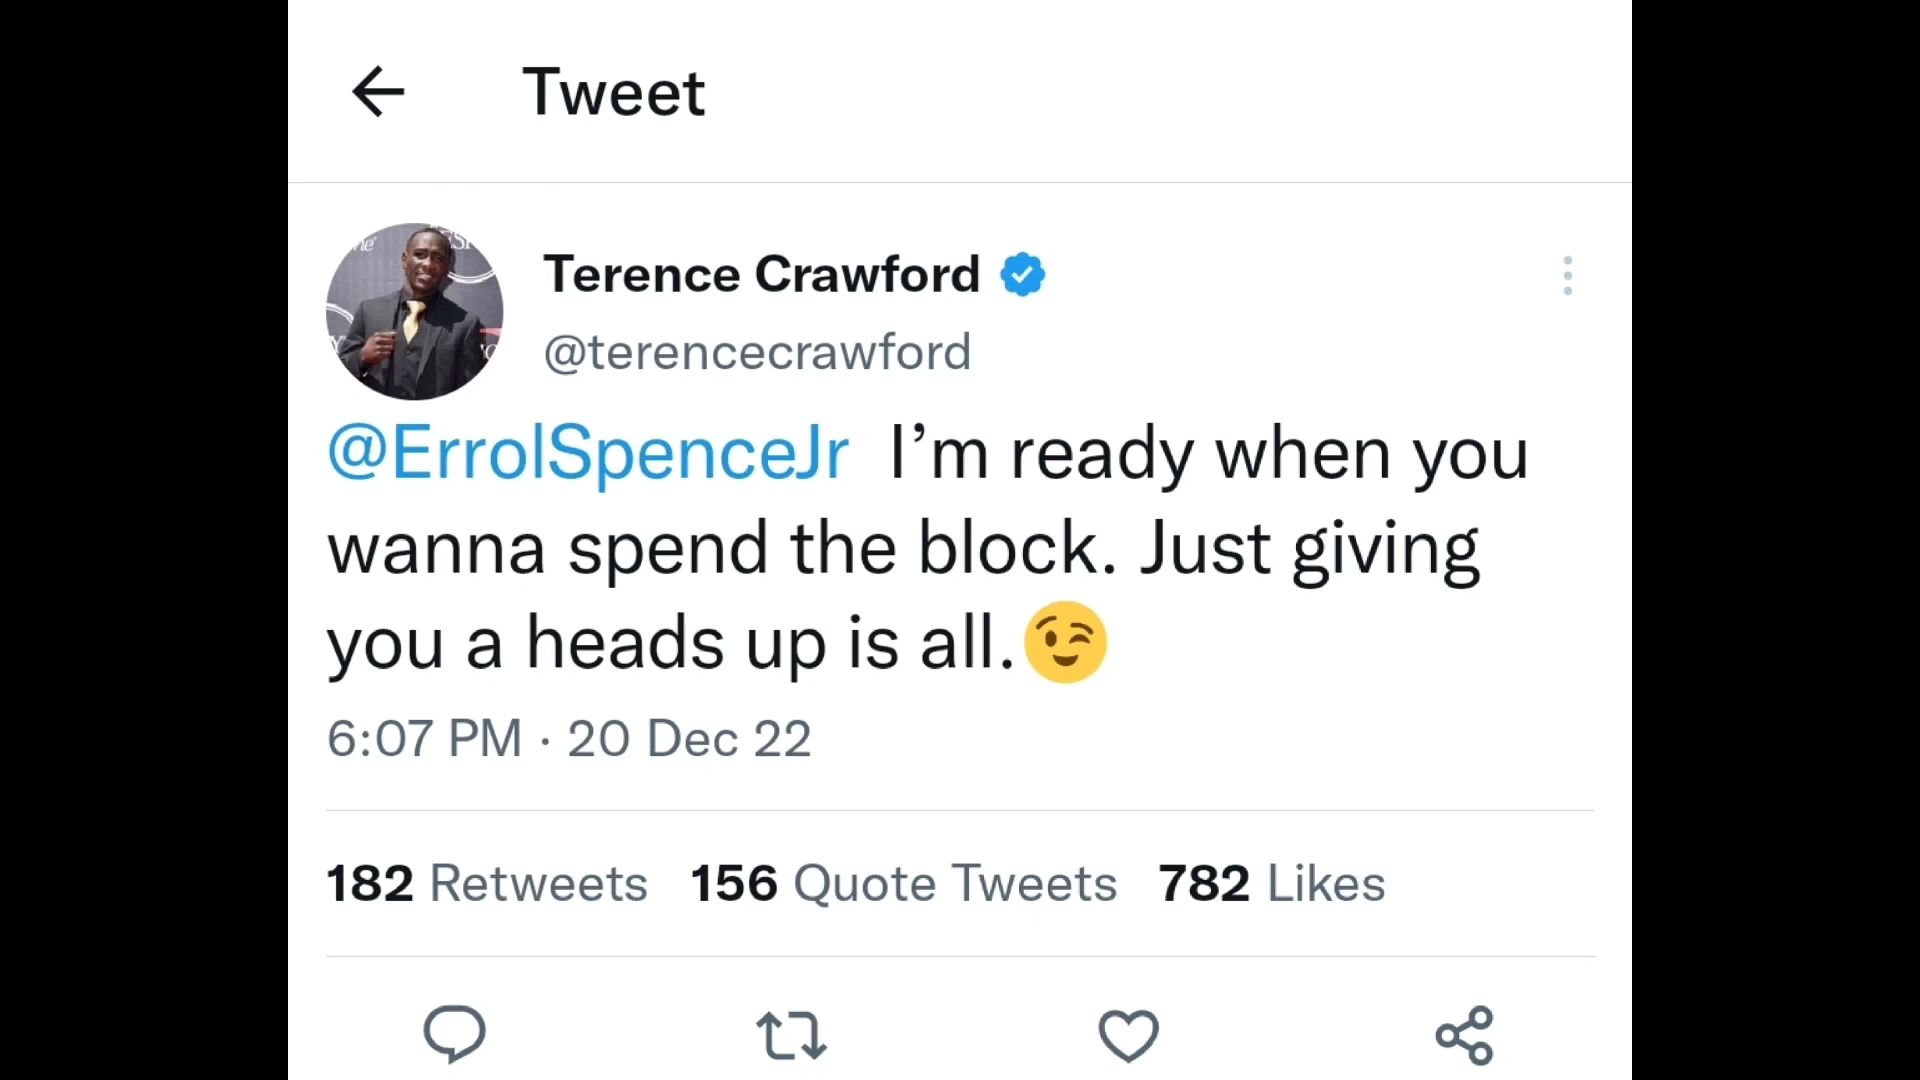 Tweet
Terence Crawford
@terencecrawford
@ErrolSpenceJr I’m ready when you
wanna spend the block. Just giving
you a heads up is all.😉
6:07 PM · 20 Dec 22
182 Retweets 156 Quote Tweets 782 Likes